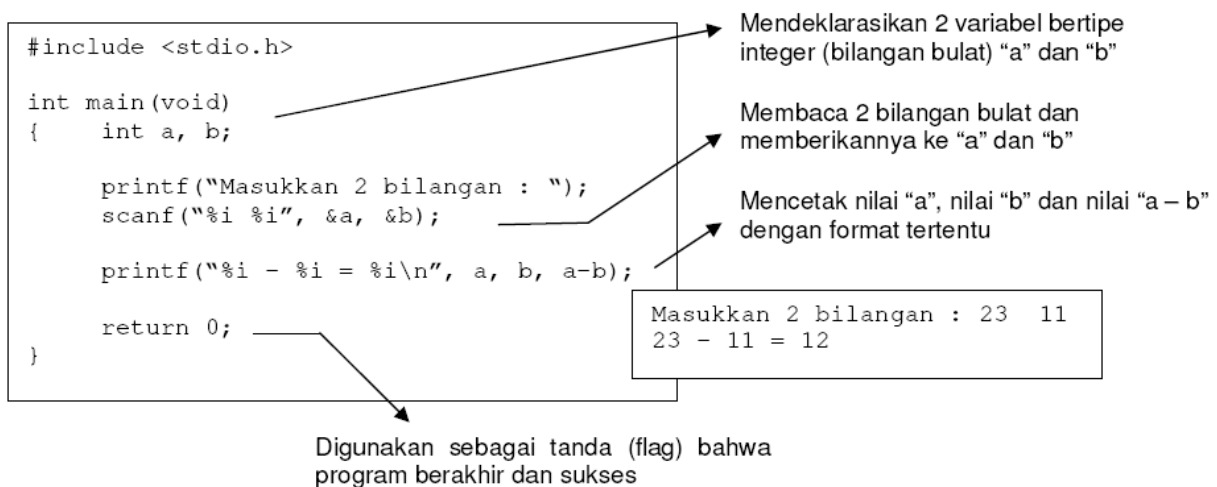 #include <stdio.h>
int main(void)
{     int a, b;
printf(“Masukkan 2 bilangan : “);
scanf(“%i %i”, &a, &b);
printf(“%i - %i = %i\n”, a, b, a-b);
return 0;
}
Mendeklarasikan 2 variabel bertipe
integer (bilangan bulat) “a” dan “b”
Membaca 2 bilangan bulat dan
memberikannya ke “a” dan “b”
Mencetak nilai “a”, nilai “b” dan nilai “a – b”
dengan format tertentu
Masukkan 2 bilangan : 23  11
23 - 11 = 12
Digunakan sebagai tanda (flag) bahwa
program berakhir dan sukses